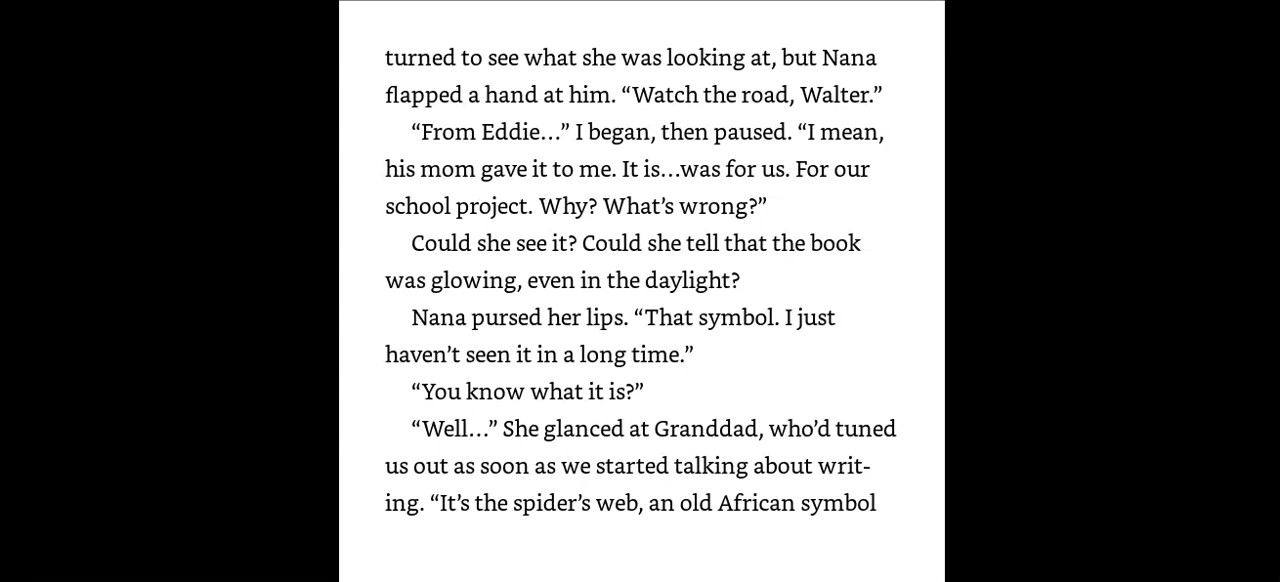 turned to see what she was looking at, but Nana
flapped a hand at him. “Watch the road, Walter.”
“From Eddie…” I began, then paused. “I mean,
his mom gave it to me. It is…was for us. For our
school project. Why? What’s wrong?”
Could she see it? Could she tell that the book
was glowing, even in the daylight?
Nana pursed her lips. “That symbol. I just
haven’t seen it in a long time.”
“You know what it is?”
“Well…” She glanced at Granddad, who’d tuned
us out as soon as we started talking about writ-
ing. “It’s the spider’s web, an old African symbol